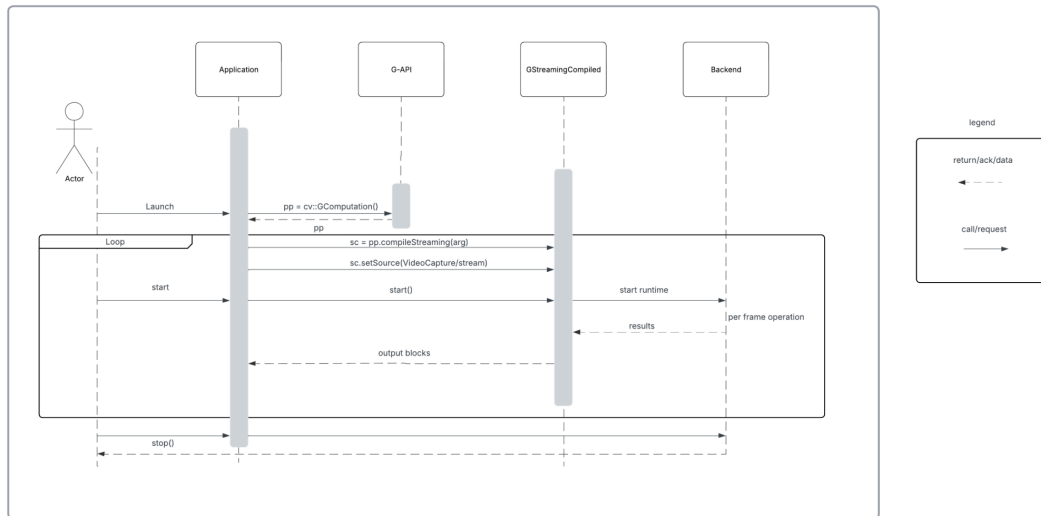 Application
G-API
GStreamingCompiled
Backend
Actor
legend
return/ack/data
call/request
Launch
pp = cv::GComputation()
pp
Loop
sc = pp.compileStreaming(arg)
sc.setSource(VideoCapture/stream)
start
start()
start runtime
per frame operation
results
output blocks
stop()